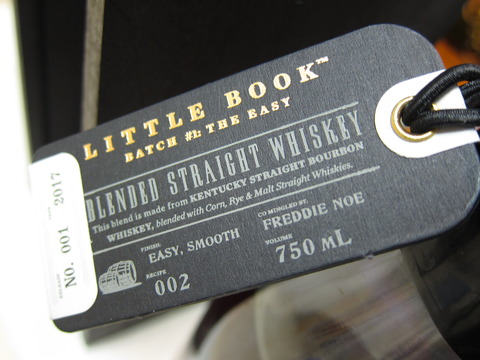 LITTLE BOOK™
BATCH #1: THE EASY
BLENDED STRAIGHT WHISKEY
This blend is made from KENTUCKY STRAIGHT BOURBON
WHISKEY, blended with Corn, Rye & Malt Straight Whiskies.
FINISH
EASY, SMOOTH
CO MINGLED BY
FREDDIE NOE
RECIPE
002
VOLUME
750 mL
No. 001 2017